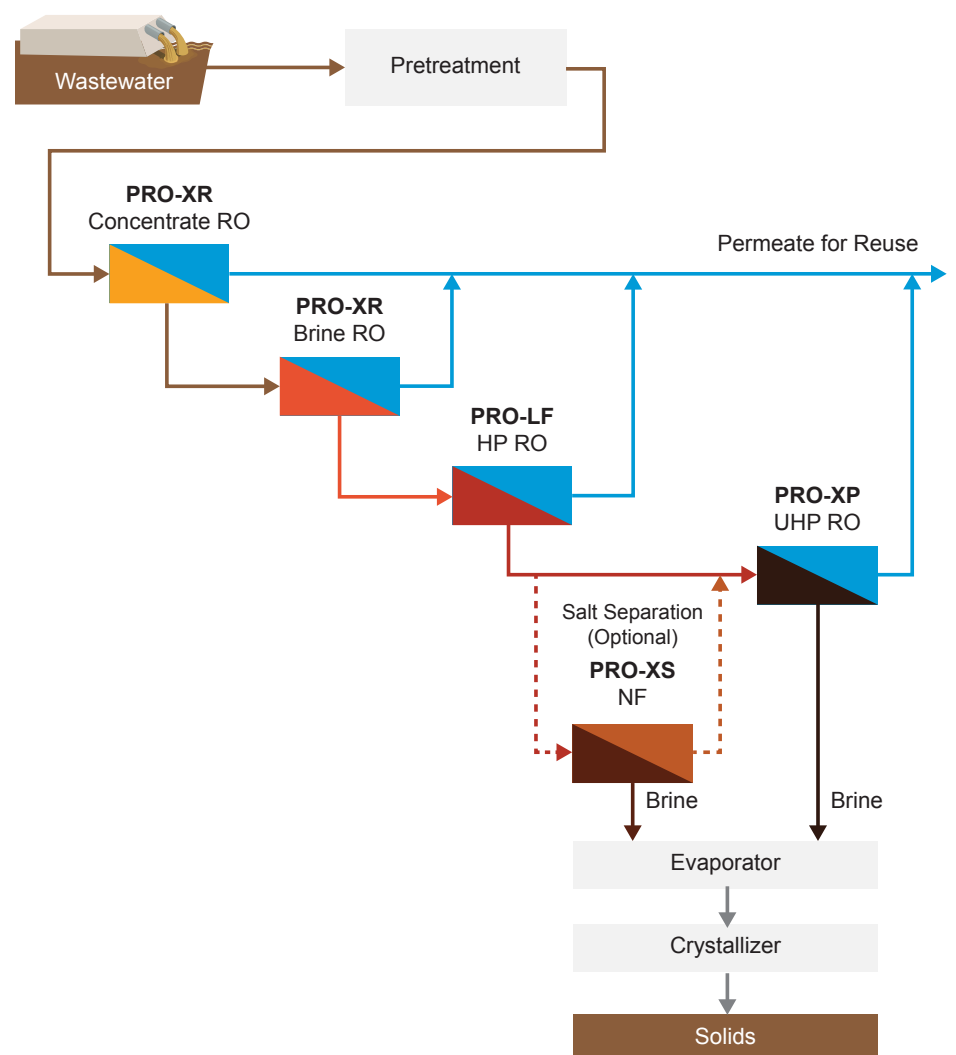 Wastewater
Pretreatment
PRO-XR
Concentrate RO
Permeate for Reuse
PRO-XR
Brine RO
PRO-LF
HP RO
PRO-XP
UHP RO
Salt Separation
(Optional)
PRO-XS
NF
Brine
Brine
Evaporator
Crystallizer
Solids